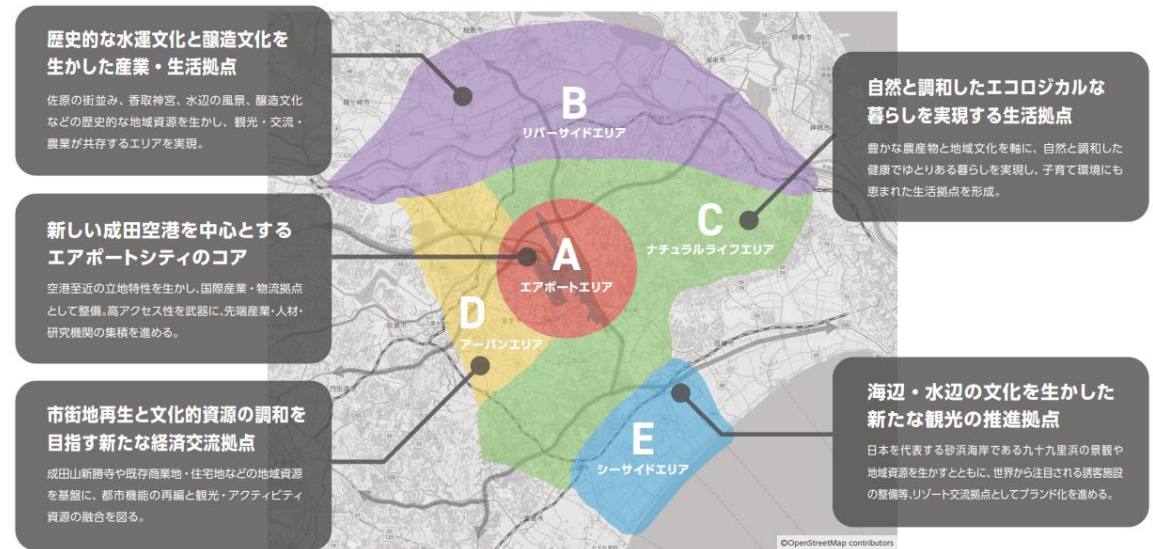 歴史的な水運文化と醸造文化を
生かした産業・生活拠点
佐原の街並み、香取神宮、水辺の風景、醸造文化
などの歴史的な地域資源を生かし、観光・交流・
農業が共存するエリアを実現。
新しい成田空港を中心とする
エアポートシティのコア
空港至近の立地特性を生かし、国際産業・物流拠点
として整備。高アクセス性を武器に、先端産業・人材・
研究機関の集積を進める。
市街地再生と文化的資源の調和を
目指す新たな経済交流拠点
成田山新勝寺や既存商業地・住宅地などの地域資源
を基盤に、都市機能の再編と観光・アクティビティ
資源の融合を図る。
B
リバーサイドエリア
C
ナチュラルライフエリア
A
エアポートエリア
D
アーバンエリア
E
シーサイドエリア
自然と調和したエコロジカルな
暮らしを実現する生活拠点
豊かな農産物と地域文化を軸に、自然と調和した
健康でゆとりある暮らしを実現し、子育て環境にも
恵まれた生活拠点を形成。
海辺・水辺の文化を生かした
新たな観光の推進拠点
日本を代表する砂浜海岸である九十九里浜の景観や
地域資源を生かすとともに、世界から注目される誘客施設
の整備等、リゾート交流拠点としてブランド化を進める。
©OpenStreetMap contributors